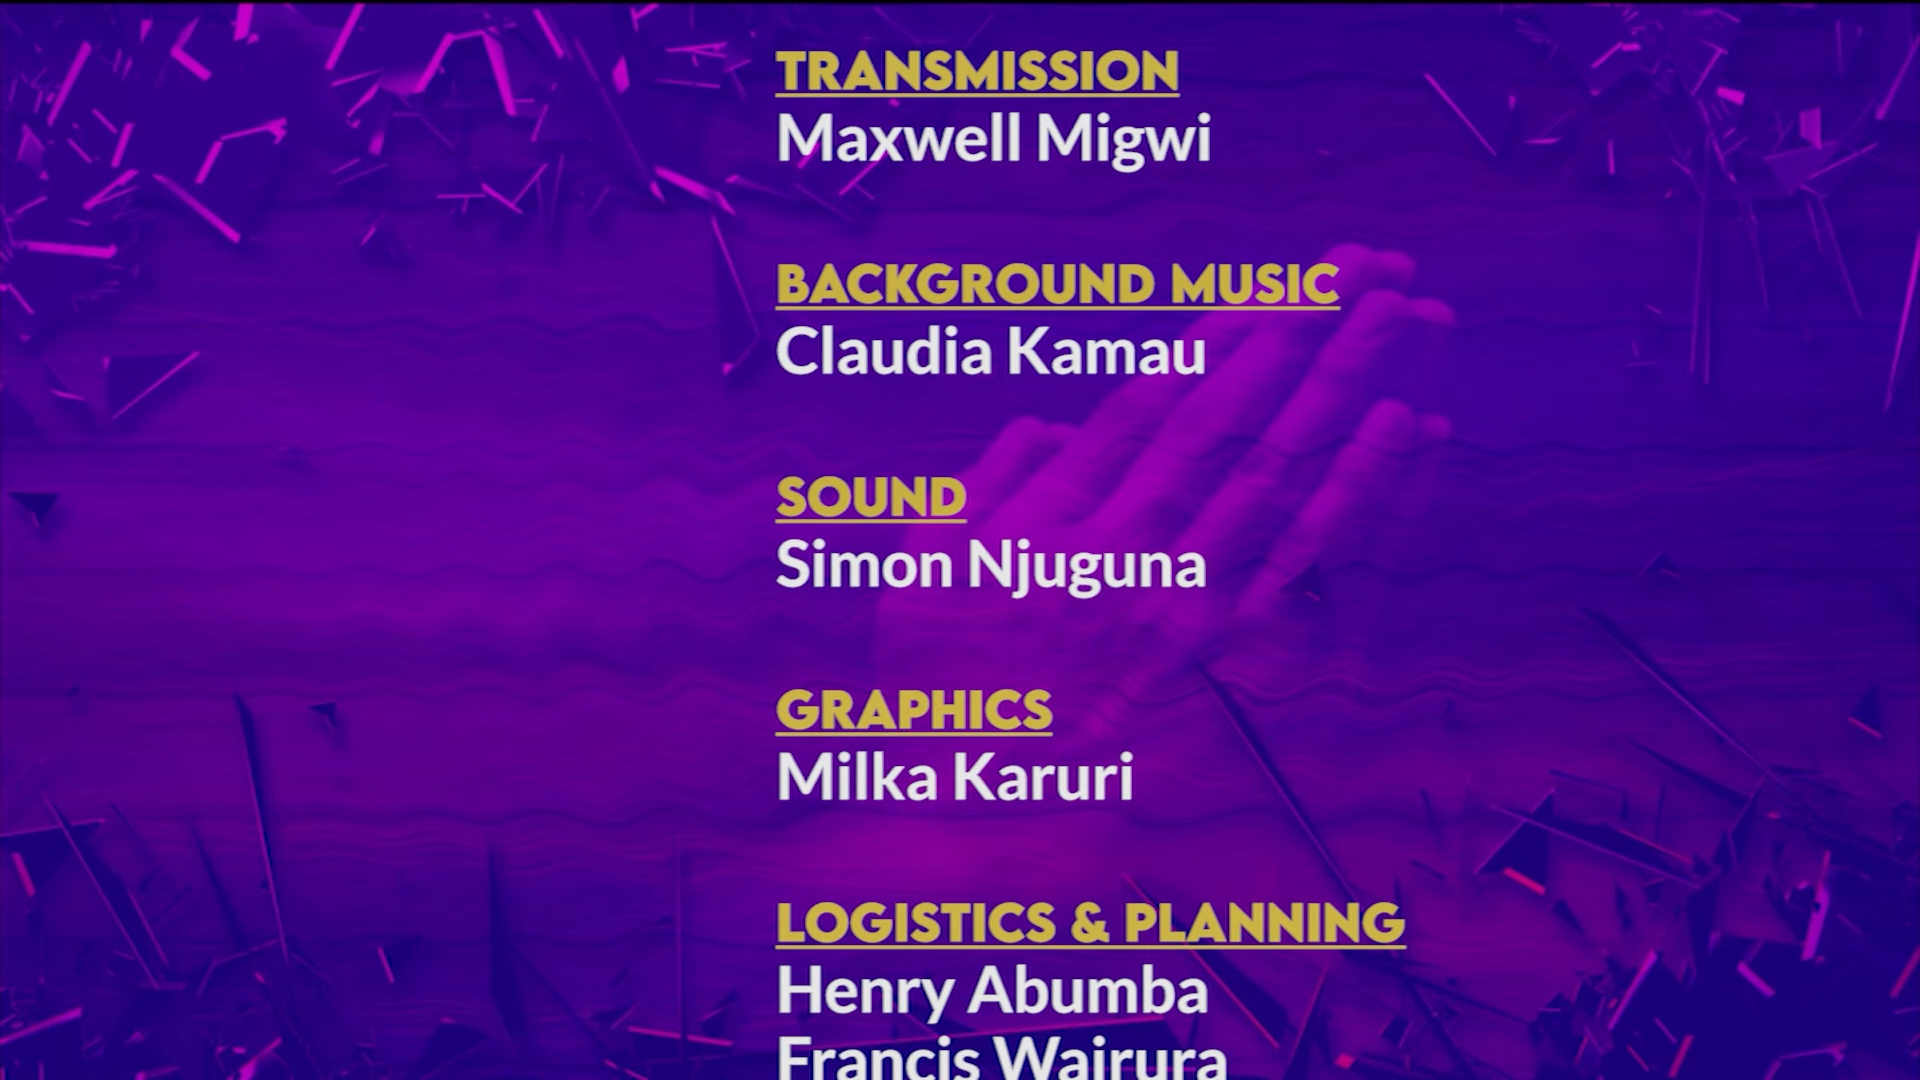 TRANSMISSION
Maxwell Migwi
BACKGROUND MUSIC
Claudia Kamau
SOUND
Simon Njuguna
GRAPHICS
Milka Karuri
LOGISTICS & PLANNING
Henry Abumba
Francis Wairura